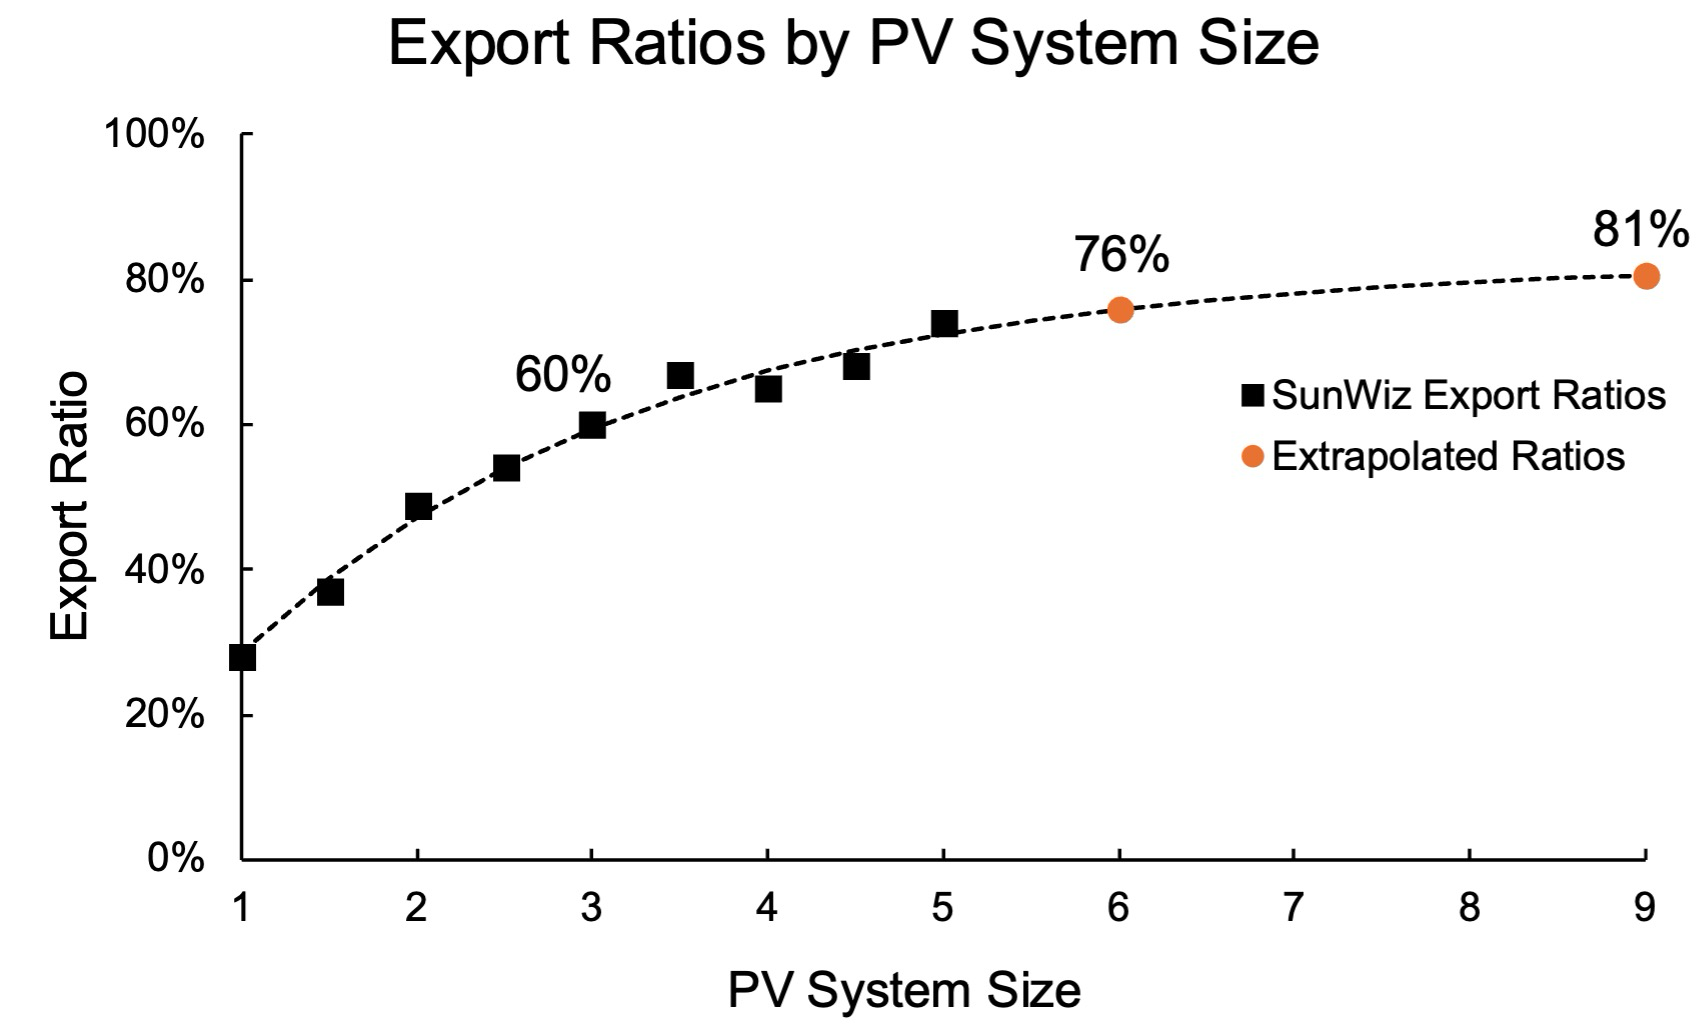 Export Ratios by PV System Size
100%
80%
60%
40%
20%
0%
Export Ratio
60%
76%
81%
SunWiz Export Ratios
Extrapolated Ratios
1 2 3 4 5 6 7 8 9
PV System Size